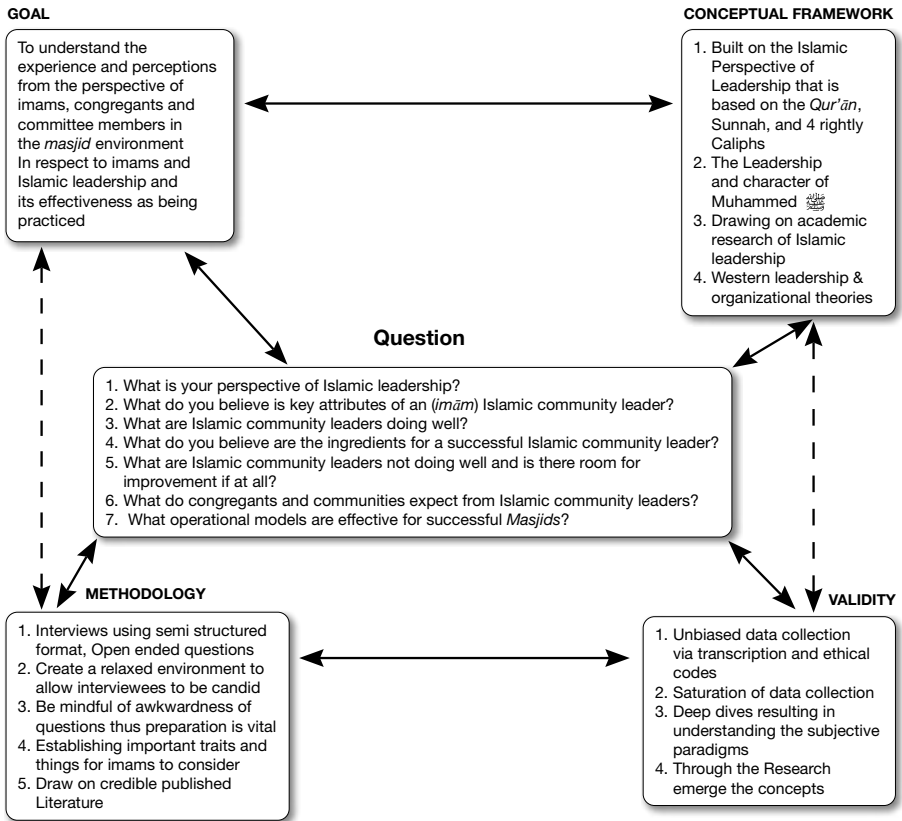 GOAL
To understand the
experience and perceptions
from the perspective of
imams, congregants and
committee members in
the masjid environment
In respect to imams and
Islamic leadership and
its effectiveness as being
practiced
CONCEPTUAL FRAMEWORK
1. Built on the Islamic
Perspective of
Leadership that is
based on the Qur’ān,
Sunnah, and 4 rightly
Caliphs
2. The Leadership
and character of
Muhammed ﷺ
3. Drawing on academic
research of Islamic
leadership
4. Western leadership &
organizational theories
Question
1. What is your perspective of Islamic leadership?
2. What do you believe is key attributes of an (imām) Islamic community leader?
3. What are Islamic community leaders doing well?
4. What do you believe are the ingredients for a successful Islamic community leader?
5. What are Islamic community leaders not doing well and is there room for
improvement if at all?
6. What do congregants and communities expect from Islamic community leaders?
7. What operational models are effective for successful Masjids?
METHODOLOGY
1. Interviews using semi structured
format, Open ended questions
2. Create a relaxed environment to
allow interviewees to be candid
3. Be mindful of awkwardness of
questions thus preparation is vital
4. Establishing important traits and
things for imams to consider
5. Draw on credible published
Literature
VALIDITY
1. Unbiased data collection
via transcription and ethical
codes
2. Saturation of data collection
3. Deep dives resulting in
understanding the subjective
paradigms
4. Through the Research
emerge the concepts